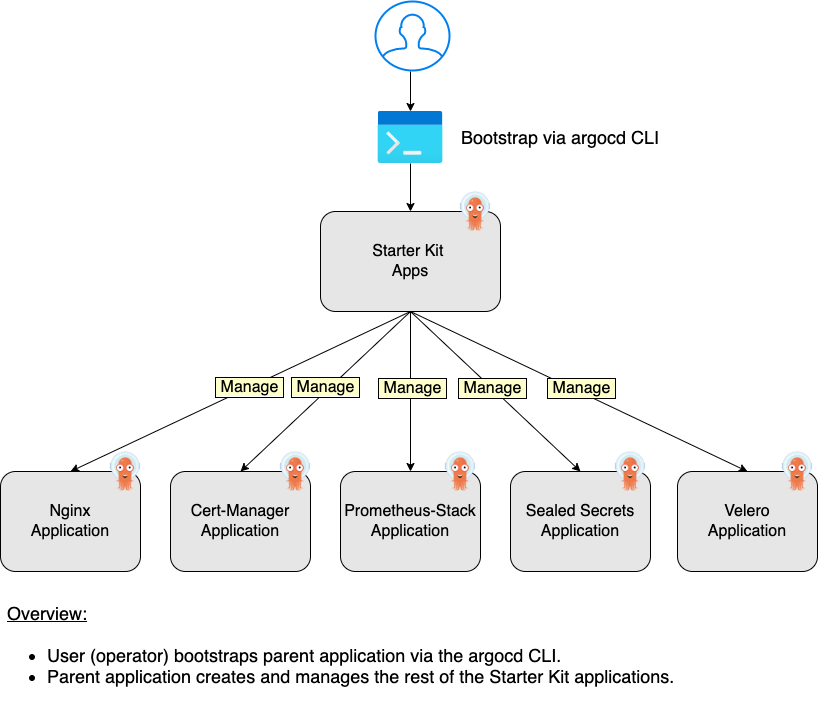 Bootstrap via argocd CLI
Starter Kit
Apps
Manage
Manage
Manage
Manage
Manage
Nginx
Application
Cert-Manager
Application
Prometheus-Stack
Application
Sealed Secrets
Application
Velero
Application
Overview:
• User (operator) bootstraps parent application via the argocd CLI.
• Parent application creates and manages the rest of the Starter Kit applications.